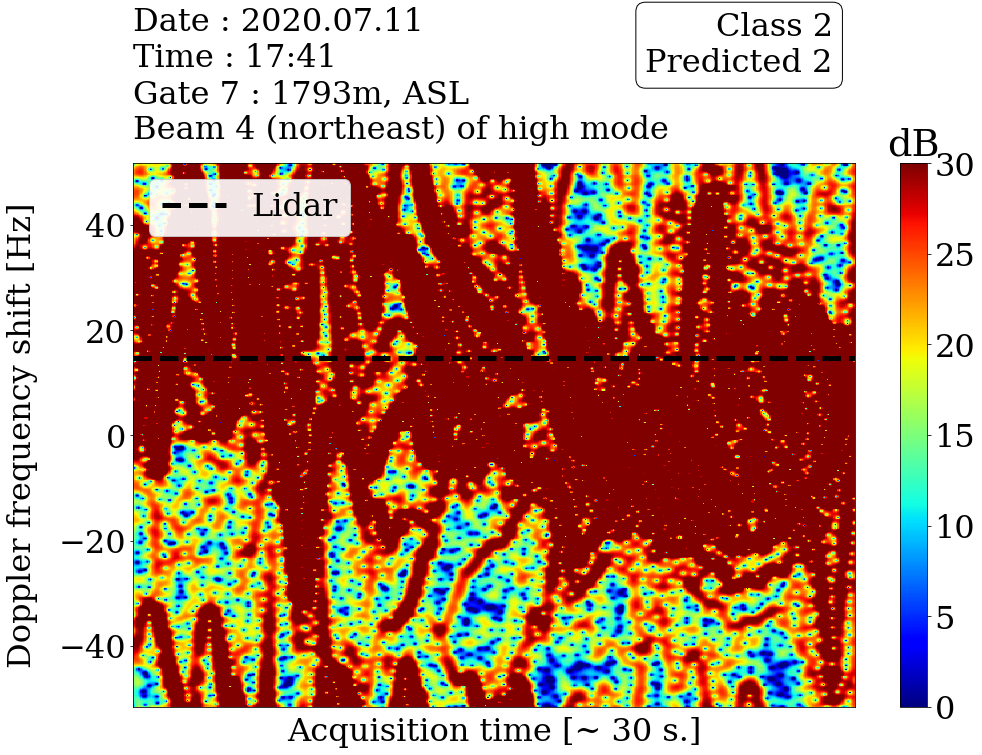 Date : 2020.07.11
Time : 17:41
Gate 7 : 1793m, ASL
Beam 4 (northeast) of high mode
Class 2
Predicted 2
dB
Lidar
Doppler frequency shift [Hz]
40
20
0
−20
−40
Acquisition time [~ 30 s.]
30
25
20
15
10
5
0